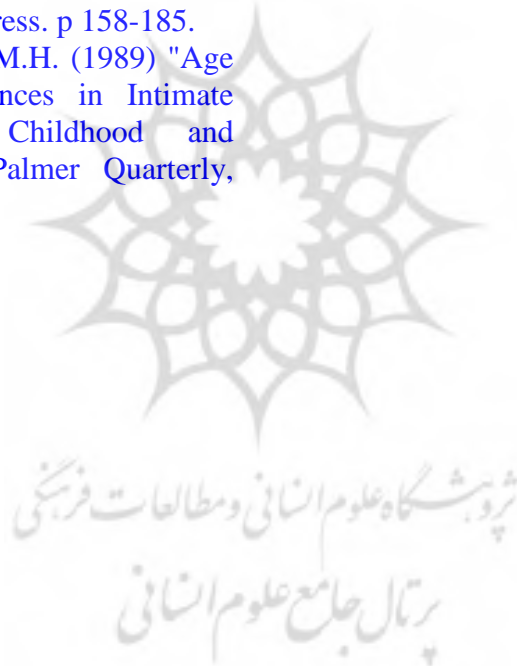 ress. p 158-185.
M.H. (1989) "Age
nces in Intimate
Childhood and
Palmer Quarterly,
پژوهشگاه علوم انسانی و مطالعات فرهنگی
پرتال جامع علوم انسانی